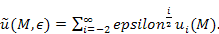 ũ(M,ϵ) = ∑_{i=−2}^{∞} epsilon^{i/2} u_i(M).